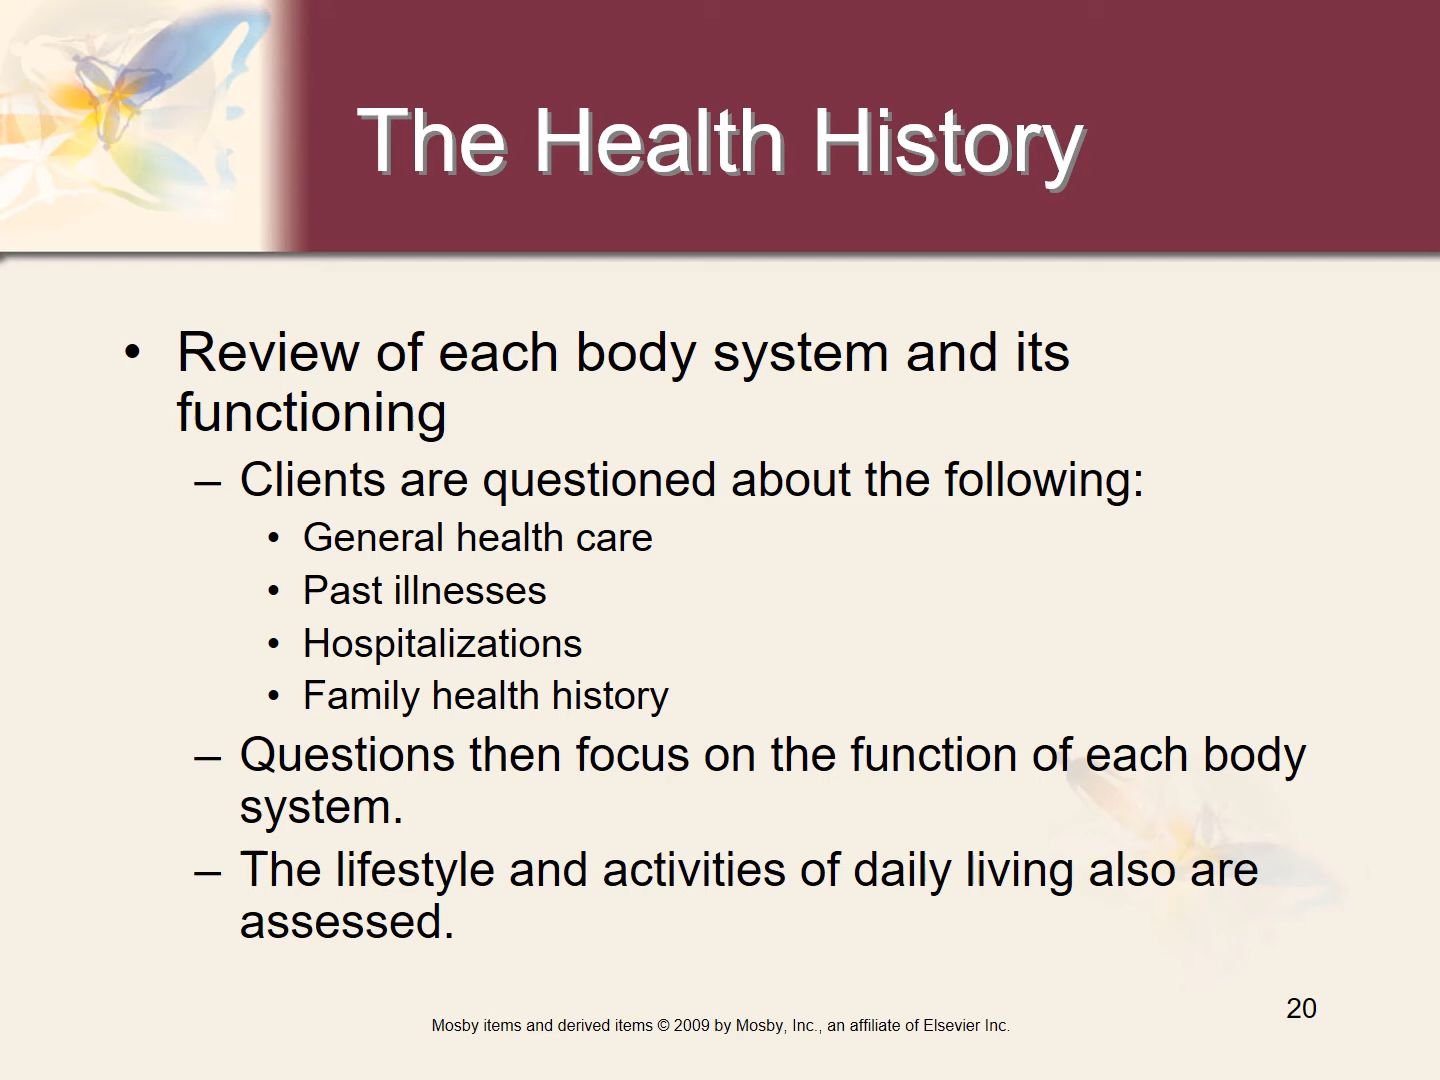 The Health History
• Review of each body system and its
functioning
– Clients are questioned about the following:
• General health care
• Past illnesses
• Hospitalizations
• Family health history
– Questions then focus on the function of each body
system.
– The lifestyle and activities of daily living also are
assessed.
20
Mosby items and derived items © 2009 by Mosby, Inc., an affiliate of Elsevier Inc.